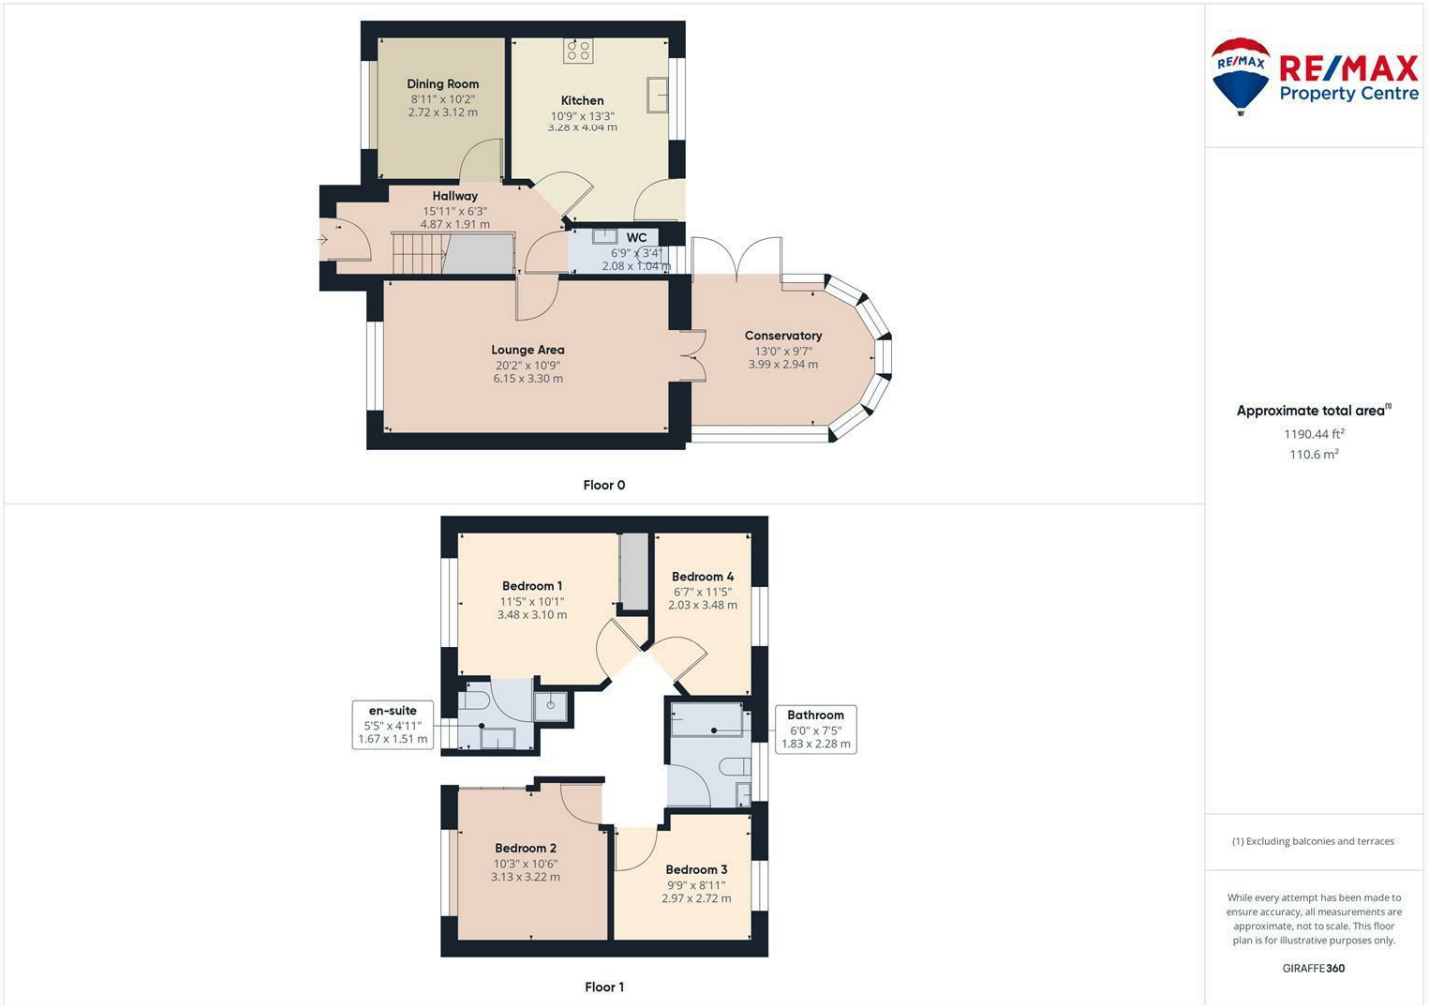 Dining Room
8'11" x 10'2"
2.72 x 3.12 m
Kitchen
10'9" x 13'3"
3.28 x 4.04 m
Hallway
15'11" x 6'3"
4.87 x 1.91 m
WC
6'9" x 3'4"
2.08 x 1.04 m
Lounge Area
20'2" x 10'9"
6.15 x 3.30 m
Conservatory
13'0" x 9'7"
3.99 x 2.94 m
Floor 0
Bedroom 1
11'5" x 10'1"
3.48 x 3.10 m
Bedroom 4
6'7" x 11'5"
2.03 x 3.48 m
en-suite
5'5" x 4'11"
1.67 x 1.51 m
Bathroom
6'0" x 7'5"
1.83 x 2.28 m
Bedroom 2
10'3" x 10'6"
3.13 x 3.22 m
Bedroom 3
9'9" x 8'11"
2.97 x 2.72 m
Floor 1
RE/MAX
RE/MAX
Property Centre
Approximate total area(1)
1190.44 ft²
110.6 m²
(1) Excluding balconies and terraces
While every attempt has been made to
ensure accuracy, all measurements are
approximate, not to scale. This floor
plan is for illustrative purposes only.
GIRAFFE360